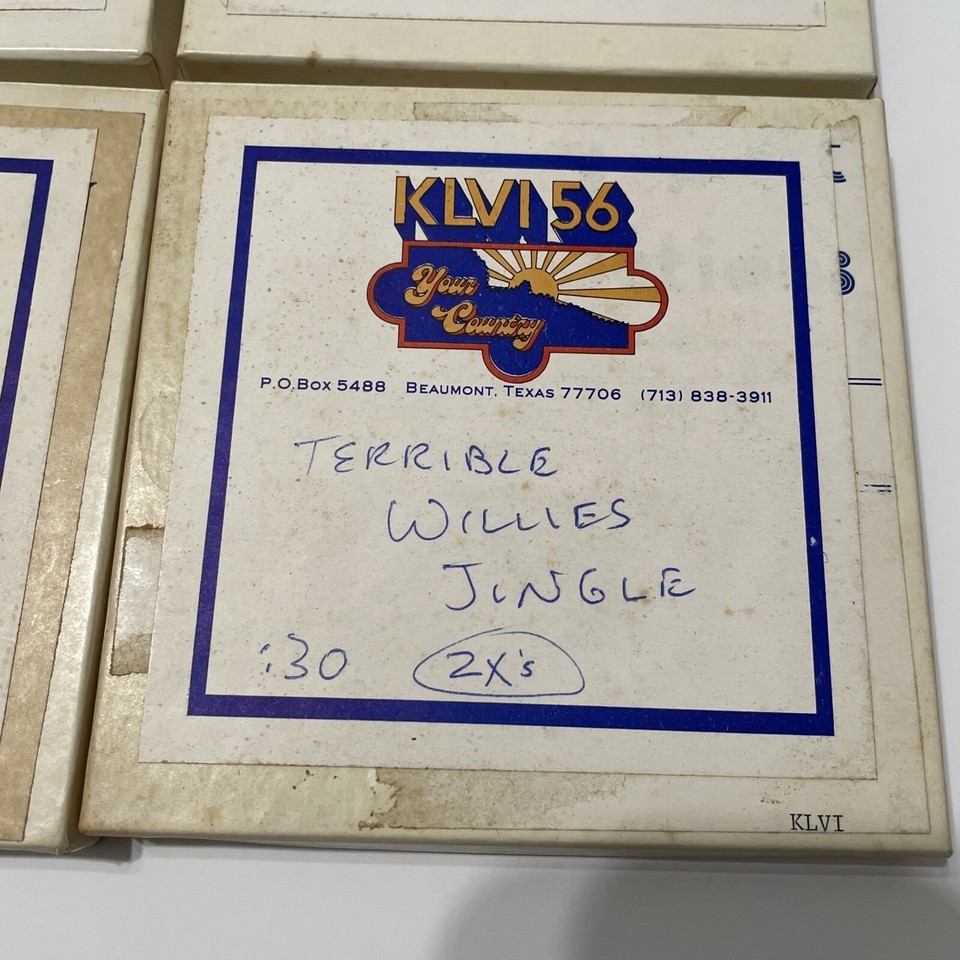 KLVI 56
Your
Country
P.O.Box 5488 Beaumont, Texas 77706 (713) 838-3911
TERRIBLE
WILLIES
JINGLE
:30 2X's
KLVI